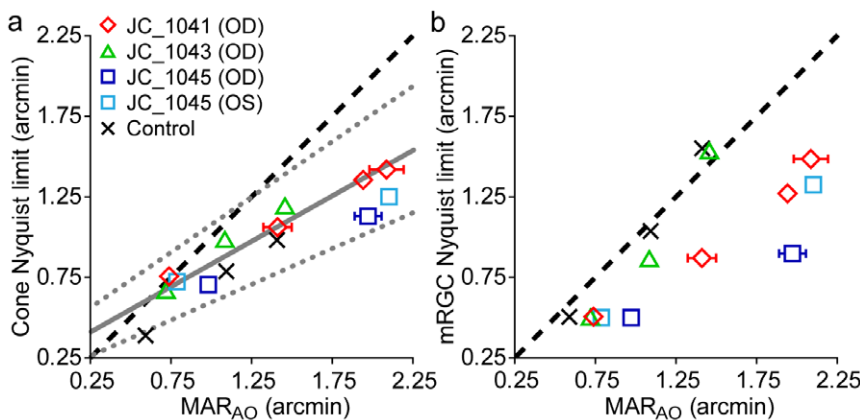 a
JC_1041 (OD)
JC_1043 (OD)
JC_1045 (OD)
JC_1045 (OS)
Control
Cone Nyquist limit (arcmin)
2.25
1.75
1.25
0.75
0.25
0.25 0.75 1.25 1.75 2.25
MARAO (arcmin)
b
mRGC Nyquist limit (arcmin)
2.25
1.75
1.25
0.75
0.25
0.25 0.75 1.25 1.75 2.25
MARAO (arcmin)